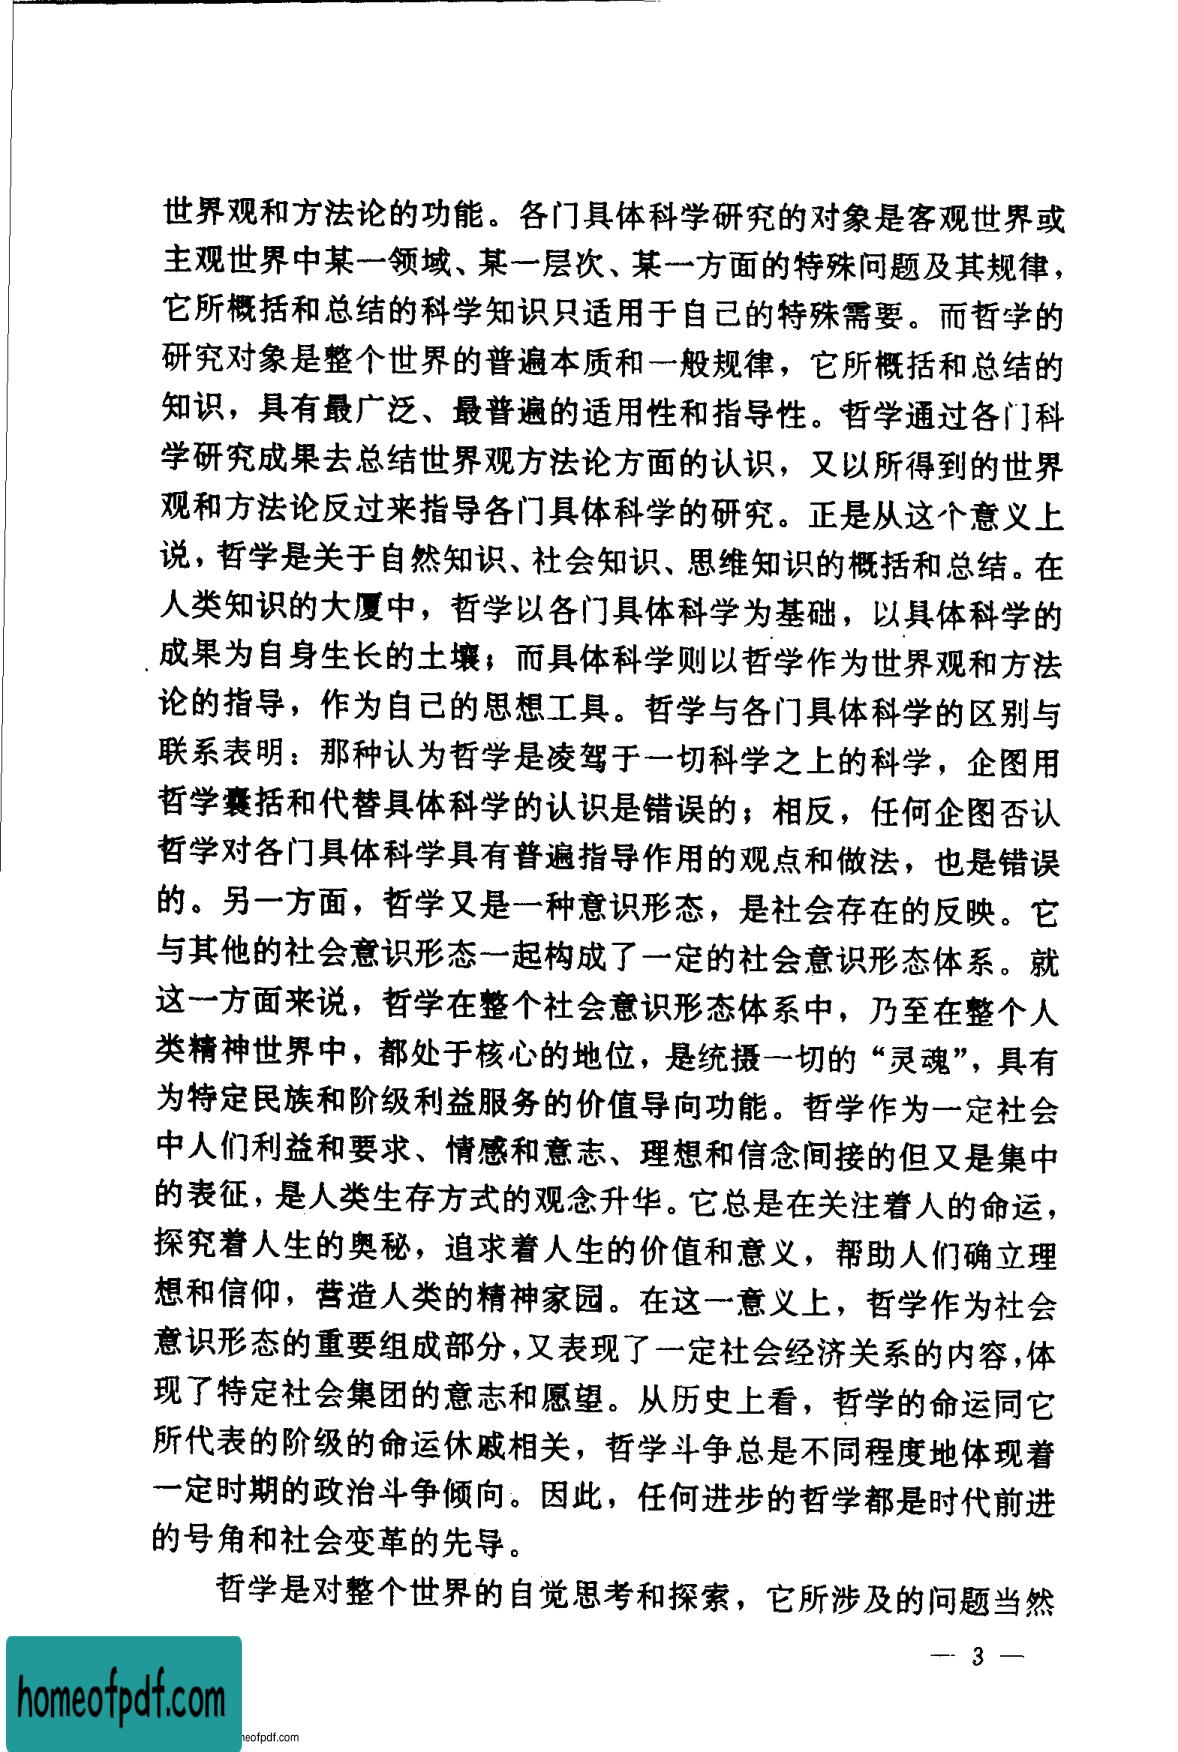 世界观和方法论的功能。各门具体科学研究的对象是客观世界或
主观世界中某一领域、某一层次、某一方面的特殊问题及其规律，
它所概括和总结的科学知识只适用于自己的特殊需要。而哲学的
研究对象是整个世界的普遍本质和一般规律，它所概括和总结的
知识，具有最广泛、最普遍的适用性和指导性。哲学通过各门科
学研究成果去总结世界观方法论方面的认识，又以所得到的世界
观和方法论反过来指导各门具体科学的研究。正是从这个意义上
说，哲学是关于自然知识、社会知识、思维知识的概括和总结。在
人类知识的大厦中，哲学以各门具体科学为基础，以具体科学的
成果为自身生长的土壤；而具体科学则以哲学作为世界观和方法
论的指导，作为自己的思想工具。哲学与各门具体科学的区别与
联系表明：那种认为哲学是凌驾于一切科学之上的科学，企图用
哲学囊括和代替具体科学的认识是错误的；相反，任何企图否认
哲学对各门具体科学具有普遍指导作用的观点和做法，也是错误
的。另一方面，哲学又是一种意识形态，是社会存在的反映。它
与其他的社会意识形态一起构成了一定的社会意识形态体系。就
这一方面来说，哲学在整个社会意识形态体系中，乃至在整个人
类精神世界中，都处于核心的地位，是统摄一切的“灵魂”，具有
为特定民族和阶级利益服务的价值导向功能。哲学作为一定社会
中人们利益和要求、情感和意志、理想和信念间接的但又是集中
的表征，是人类生存方式的观念升华。它总是在关注着人的命运，
探究着人生的奥秘，追求着人生的价值和意义，帮助人们确立理
想和信仰，营造人类的精神家园。在这一意义上，哲学作为社会
意识形态的重要组成部分，又表现了一定社会经济关系的内容，体
现了特定社会集团的意志和愿望。从历史上看，哲学的命运同它
所代表的阶级的命运休戚相关，哲学斗争总是不同程度地体现着
一定时期的政治斗争倾向。因此，任何进步的哲学都是时代前进
的号角和社会变革的先导。
哲学是对整个世界的自觉思考和探索，它所涉及的问题当然
— 3 —
homeofpdf.com
neofpdf.com